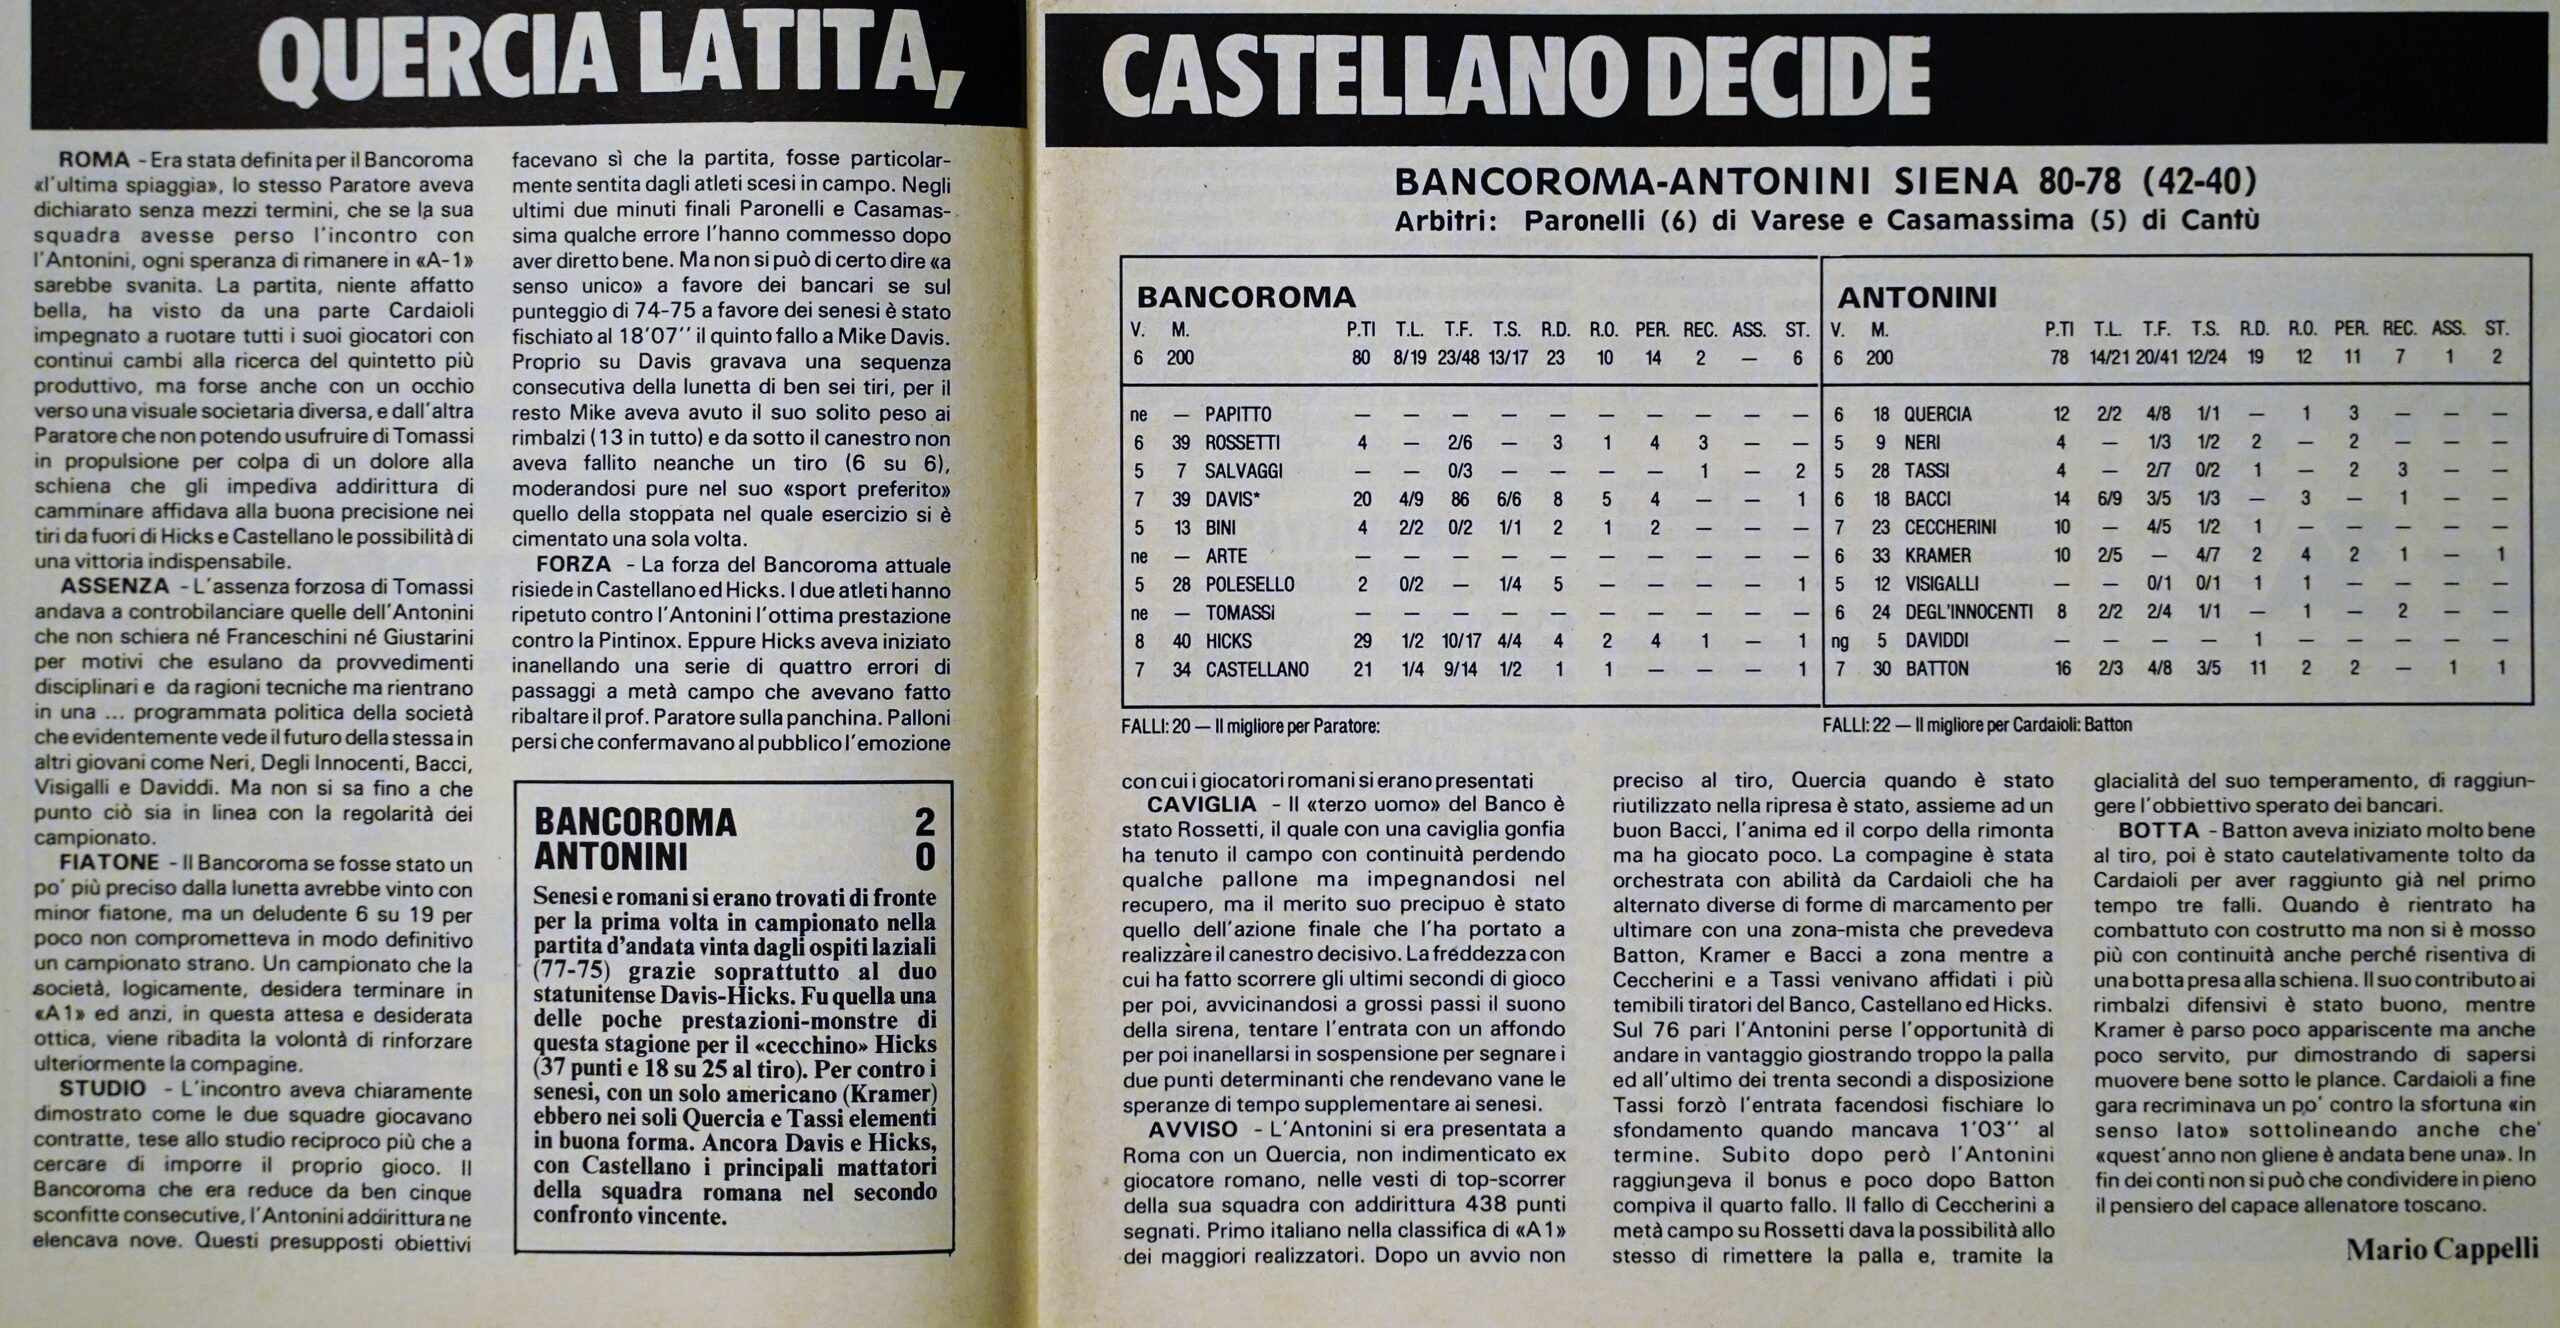 QUERCIA LATITA, CASTELLANO DECIDE
ROMA - Era stata definita per il Bancoroma
«l'ultima spiaggia», lo stesso Paratore aveva
dichiarato senza mezzi termini, che se la sua
squadra avesse perso l'incontro con
l'Antonini, ogni speranza di rimanere in «A-1»
sarebbe svanita. La partita, niente affatto
bella, ha visto da una parte Cardaioli
impegnato a ruotare tutti i suoi giocatori con
continui cambi alla ricerca del quintetto più
produttivo, ma forse anche con un occhio
verso una visuale societaria diversa, e dall'altra
Paratore che non potendo usufruire di Tomassi
in propulsione per colpa di un dolore alla
schiena che gli impediva addirittura di
camminare affidava alla buona precisione nei
tiri da fuori di Hicks e Castellano le possibilità di
una vittoria indispensabile.
ASSENZA - L'assenza forzosa di Tomassi
andava a controbilanciare quelle dell'Antonini
che non schiera né Franceschini né Giustarini
per motivi che esulano da provvedimenti
disciplinari e da ragioni tecniche ma rientrano
in una ... programmata politica della società
che evidentemente vede il futuro della stessa in
altri giovani come Neri, Degli Innocenti, Bacci,
Visigalli e Daviddi. Ma non si sa fino a che
punto ciò sia in linea con la regolarità dei
campionato.
FIATONE - Il Bancoroma se fosse stato un
po' più preciso dalla lunetta avrebbe vinto con
minor fiatone, ma un deludente 6 su 19 per
poco non comprometteva in modo definitivo
un campionato strano. Un campionato che la
società, logicamente, desidera terminare in
«A1» ed anzi, in questa attesa e desiderata
ottica, viene ribadita la volontà di rinforzare
ulteriormente la compagine.
STUDIO - L'incontro aveva chiaramente
dimostrato come le due squadre giocavano
contratte, tese allo studio reciproco più che a
cercare di imporre il proprio gioco. Il
Bancoroma che era reduce da ben cinque
sconfitte consecutive, l'Antonini addirittura ne
elencava nove. Questi presupposti obiettivi
facevano sì che la partita, fosse particolar-
mente sentita dagli atleti scesi in campo. Negli
ultimi due minuti finali Paronelli e Casamas-
sima qualche errore l'hanno commesso dopo
aver diretto bene. Ma non si può di certo dire «a
senso unico» a favore dei bancari se sul
punteggio di 74-75 a favore dei senesi è stato
fischiato al 18'07'' il quinto fallo a Mike Davis.
Proprio su Davis gravava una sequenza
consecutiva della lunetta di ben sei tiri, per il
resto Mike aveva avuto il suo solito peso ai
rimbalzi (13 in tutto) e da sotto il canestro non
aveva fallito neanche un tiro (6 su 6),
moderandosi pure nel suo «sport preferito»
quello della stoppata nel quale esercizio si è
cimentato una sola volta.
FORZA - La forza del Bancoroma attuale
risiede in Castellano ed Hicks. I due atleti hanno
ripetuto contro l'Antonini l'ottima prestazione
contro la Pintinox. Eppure Hicks aveva iniziato
inanellando una serie di quattro errori di
passaggi a metà campo che avevano fatto
ribaltare il prof. Paratore sulla panchina. Palloni
persi che confermavano al pubblico l'emozione
BANCOROMA 2
ANTONINI 0
Senesi e romani si erano trovati di fronte
per la prima volta in campionato nella
partita d'andata vinta dagli ospiti laziali
(77-75) grazie soprattutto al duo
statunitense Davis-Hicks. Fu quella una
delle poche prestazioni-monstre di
questa stagione per il «cecchino» Hicks
(37 punti e 18 su 25 al tiro). Per contro i
senesi, con un solo americano (Kramer)
ebbero nei soli Quercia e Tassi elementi
in buona forma. Ancora Davis e Hicks,
con Castellano i principali mattatori
della squadra romana nel secondo
confronto vincente.
BANCOROMA-ANTONINI SIENA 80-78 (42-40)
Arbitri: Paronelli (6) di Varese e Casamassima (5) di Cantù
BANCOROMA
V. M. P.TI T.L. T.F. T.S. R.D. R.O. PER. REC. ASS. ST.
6 200 80 8/19 23/48 13/17 23 10 14 2 — 6
ne — PAPITTO — — — — — — — — — —
6 39 ROSSETTI 4 — 2/6 — 3 1 4 3 — —
5 7 SALVAGGI — — 0/3 — — — — 1 — 2
7 39 DAVIS* 20 4/9 86 6/6 8 5 4 — — 1
5 13 BINI 4 2/2 0/2 1/1 2 1 2 — — —
ne — ARTE — — — — — — — — — —
5 28 POLESELLO 2 0/2 — 1/4 5 — — — — 1
ne — TOMASSI — — — — — — — — — —
8 40 HICKS 29 1/2 10/17 4/4 4 2 4 1 — 1
7 34 CASTELLANO 21 1/4 9/14 1/2 1 1 — — — 1
FALLI: 20 — Il migliore per Paratore:
ANTONINI
V. M. P.TI T.L. T.F. T.S. R.D. R.O. PER. REC. ASS. ST.
6 200 78 14/21 20/41 12/24 19 12 11 7 1 2
6 18 QUERCIA 12 2/2 4/8 1/1 — 1 3 — — —
5 9 NERI 4 — 1/3 1/2 2 — 2 — — —
5 28 TASSI 4 — 2/7 0/2 1 — 2 3 — —
6 18 BACCI 14 6/9 3/5 1/3 — 3 — 1 — —
7 23 CECCHERINI 10 — 4/5 1/2 1 — — — — —
6 33 KRAMER 10 2/5 — 4/7 2 4 2 1 — 1
5 12 VISIGALLI — — 0/1 0/1 1 1 — — — —
6 24 DEGL'INNOCENTI 8 2/2 2/4 1/1 — 1 — 2 — —
ng 5 DAVIDDI — — — — 1 — — — — —
7 30 BATTON 16 2/3 4/8 3/5 11 2 2 — 1 1
FALLI: 22 — Il migliore per Cardaioli: Batton
con cui i giocatori romani si erano presentati
CAVIGLIA - Il «terzo uomo» del Banco è
stato Rossetti, il quale con una caviglia gonfia
ha tenuto il campo con continuità perdendo
qualche pallone ma impegnandosi nel
recupero, ma il merito suo precipuo è stato
quello dell'azione finale che l'ha portato a
realizzàre il canestro decisivo. La freddezza con
cui ha fatto scorrere gli ultimi secondi di gioco
per poi, avvicinandosi a grossi passi il suono
della sirena, tentare l'entrata con un affondo
per poi inanellarsi in sospensione per segnare i
due punti determinanti che rendevano vane le
speranze di tempo supplementare ai senesi.
AVVISO - L'Antonini si era presentata a
Roma con un Quercia, non indimenticato ex
giocatore romano, nelle vesti di top-scorrer
della sua squadra con addirittura 438 punti
segnati. Primo italiano nella classifica di «A1»
dei maggiori realizzatori. Dopo un avvio non
preciso al tiro, Quercia quando è stato
riutilizzato nella ripresa è stato, assieme ad un
buon Bacci, l'anima ed il corpo della rimonta
ma ha giocato poco. La compagine è stata
orchestrata con abilità da Cardaioli che ha
alternato diverse di forme di marcamento per
ultimare con una zona-mista che prevedeva
Batton, Kramer e Bacci a zona mentre a
Ceccherini e a Tassi venivano affidati i più
temibili tiratori del Banco, Castellano ed Hicks.
Sul 76 pari l'Antonini perse l'opportunità di
andare in vantaggio giostrando troppo la palla
ed all'ultimo dei trenta secondi a disposizione
Tassi forzò l'entrata facendosi fischiare lo
sfondamento quando mancava 1'03'' al
termine. Subito dopo però l'Antonini
raggiungeva il bonus e poco dopo Batton
compiva il quarto fallo. Il fallo di Ceccherini a
metà campo su Rossetti dava la possibilità allo
stesso di rimettere la palla e, tramite la
glacialità del suo temperamento, di raggiun-
gere l'obbiettivo sperato dei bancari.
BOTTA - Batton aveva iniziato molto bene
al tiro, poi è stato cautelativamente tolto da
Cardaioli per aver raggiunto già nel primo
tempo tre falli. Quando è rientrato ha
combattuto con costrutto ma non si è mosso
più con continuità anche perché risentiva di
una botta presa alla schiena. Il suo contributo ai
rimbalzi difensivi è stato buono, mentre
Kramer è parso poco appariscente ma anche
poco servito, pur dimostrando di sapersi
muovere bene sotto le plance. Cardaioli a fine
gara recriminava un po' contro la sfortuna «in
senso lato» sottolineando anche che'
«quest'anno non gliene è andata bene una». In
fin dei conti non si può che condividere in pieno
il pensiero del capace allenatore toscano.
Mario Cappelli